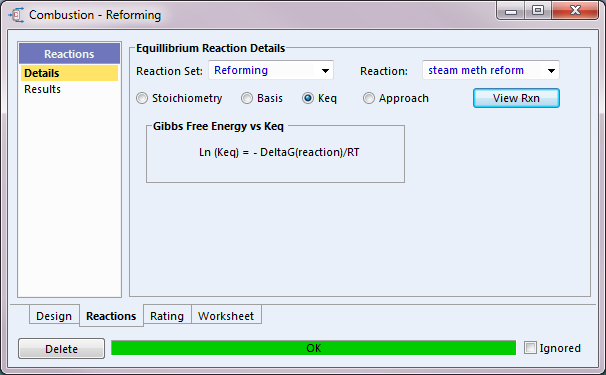 Combustion - Reforming
Reactions
Details
Results
Equilibrium Reaction Details
Reaction Set: Reforming Reaction: steam meth reform
Stoichiometry Basis Keq Approach View Rxn
Gibbs Free Energy vs Keq
Ln (Keq) = - DeltaG(reaction)/RT
Design Reactions Rating Worksheet
Delete OK Ignored